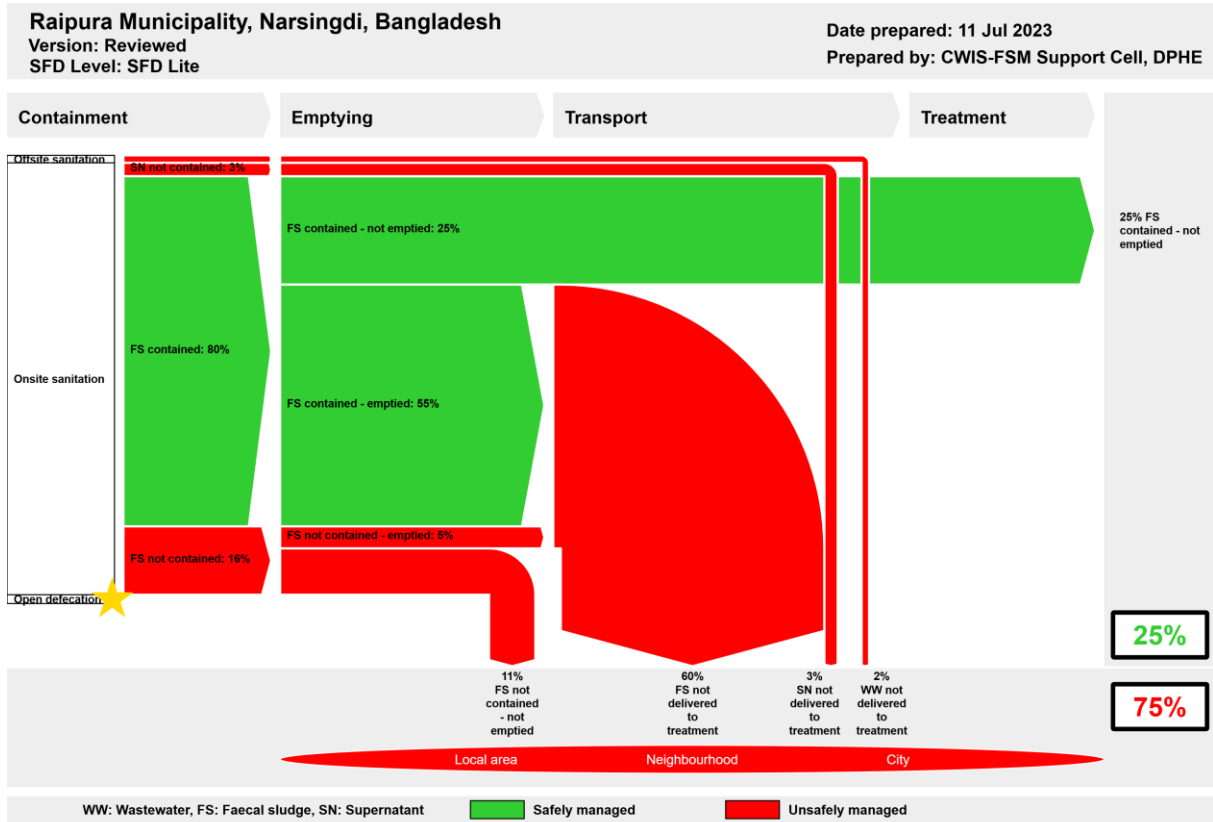 Raipura Municipality, Narsingdi, Bangladesh
Version: Reviewed
SFD Level: SFD Lite
Date prepared: 11 Jul 2023
Prepared by: CWIS-FSM Support Cell, DPHE
Containment
Emptying
Transport
Treatment
Offsite sanitation
SN not contained: 3%
FS contained - not emptied: 25%
25% FS
contained - not
emptied
FS contained: 80%
Onsite sanitation
FS contained - emptied: 55%
FS not contained - emptied: 5%
FS not contained: 16%
Open defecation
25%
75%
11%
FS not
contained
- not
emptied
60%
FS not
delivered
to
treatment
3%
SN not
delivered
to
treatment
2%
WW not
delivered
to
treatment
Local area
Neighbourhood
City
WW: Wastewater, FS: Faecal sludge, SN: Supernatant
Safely managed
Unsafely managed